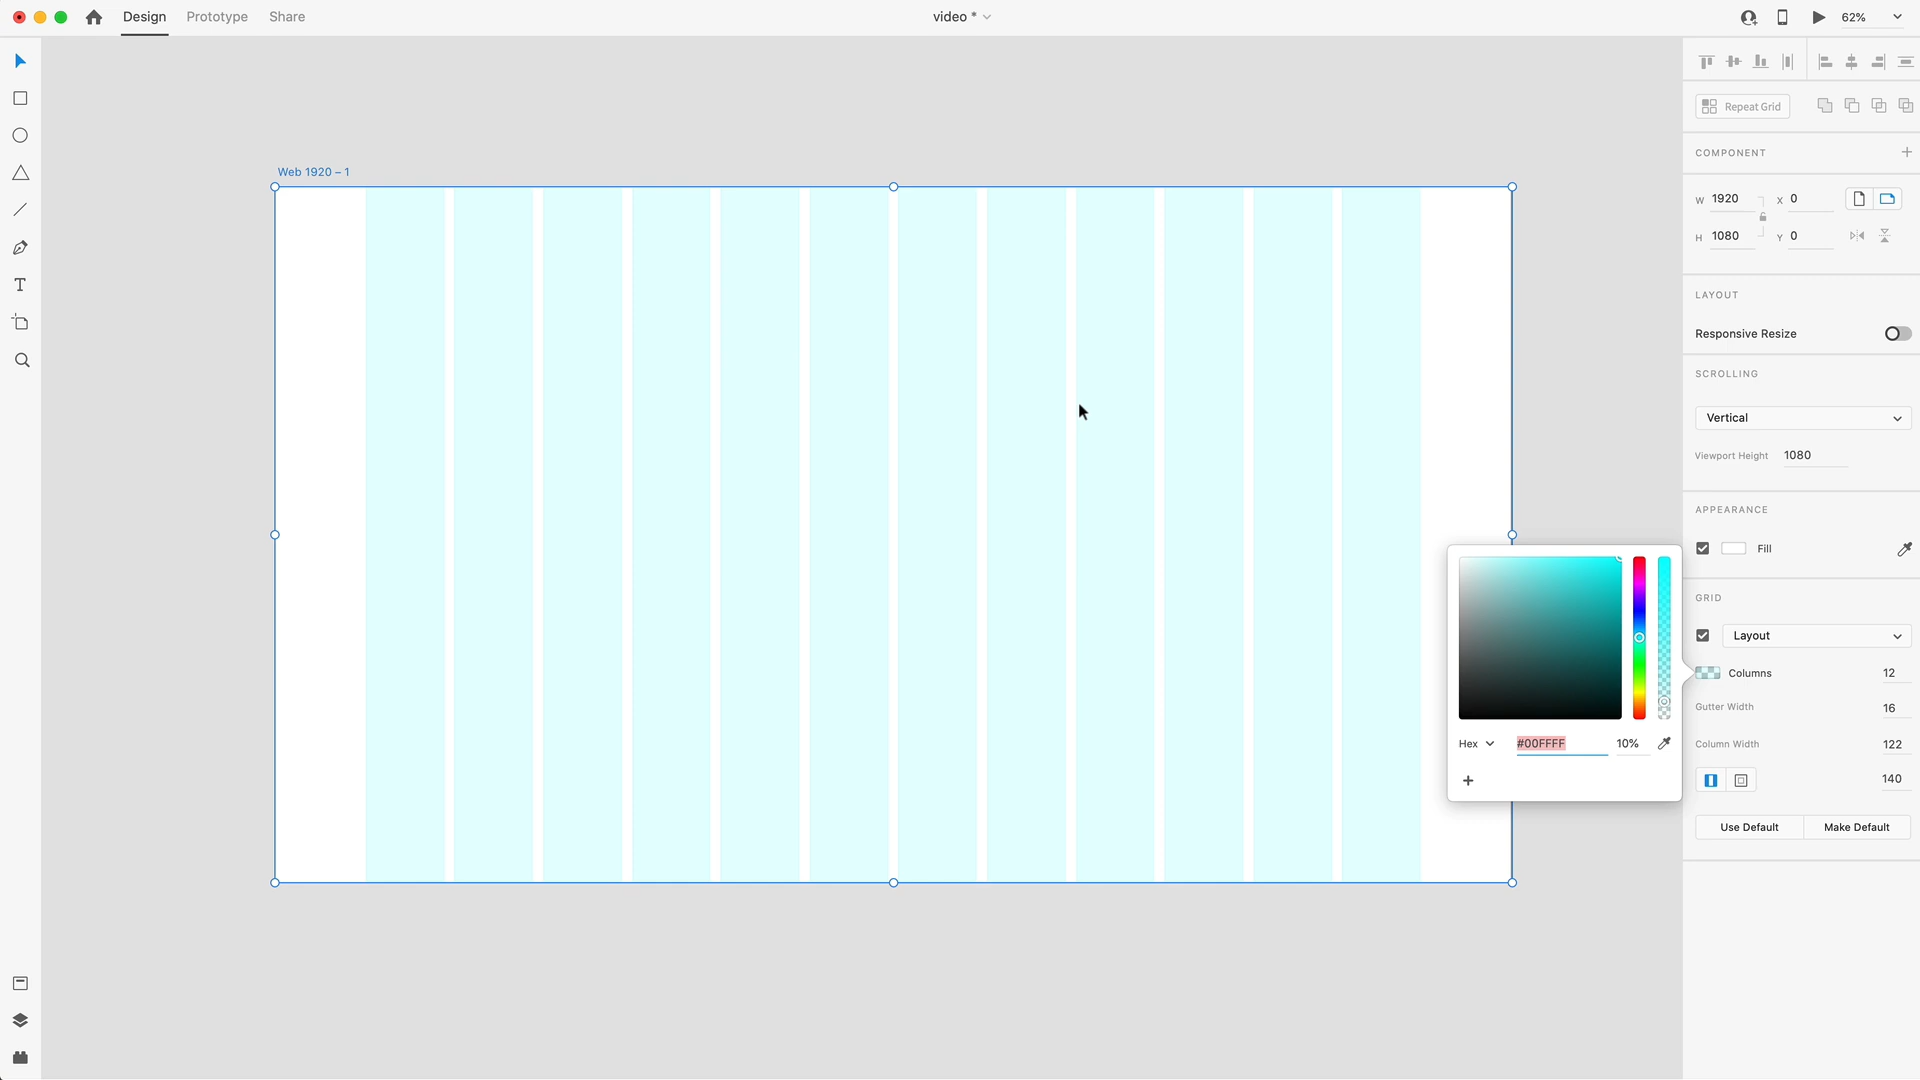 Design Prototype Share video * 62%
Repeat Grid
COMPONENT
Web 1920 – 1
W 1920 X 0
H 1080 Y 0
LAYOUT
Responsive Resize
SCROLLING
Vertical
Viewport Height 1080
APPEARANCE
Fill
GRID
Layout
Columns 12
Gutter Width 16
Column Width 122
140
Use Default Make Default
Hex #00FFFF 10%
T